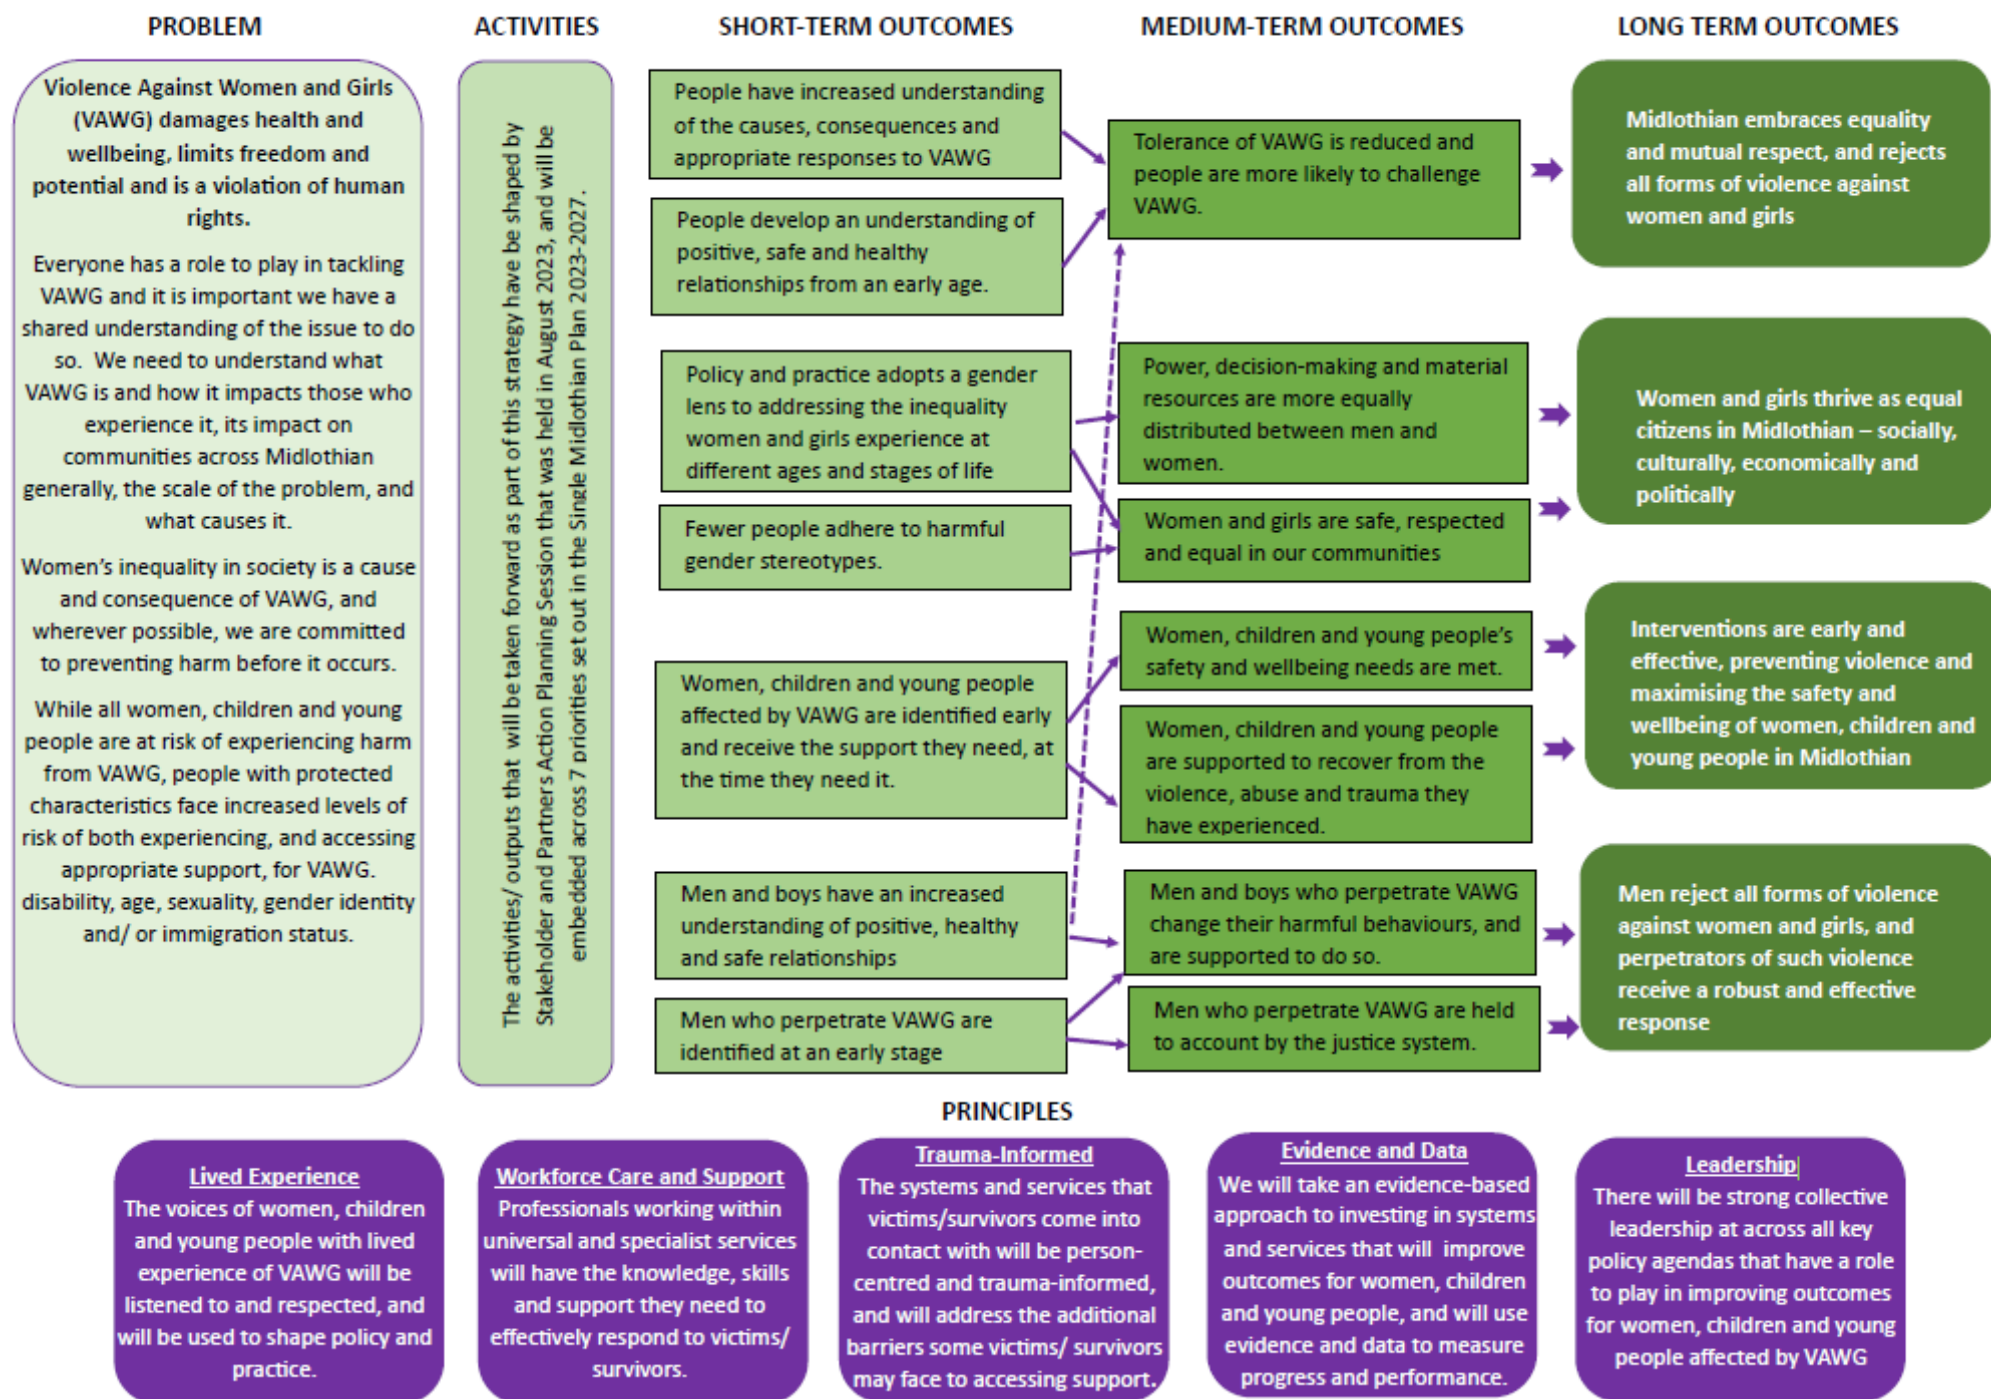 PROBLEM
Violence Against Women and Girls
(VAWG) damages health and
wellbeing, limits freedom and
potential and is a violation of human
rights.
Everyone has a role to play in tackling
VAWG and it is important we have a
shared understanding of the issue to do
so. We need to understand what
VAWG is and how it impacts those who
experience it, its impact on
communities across Midlothian
generally, the scale of the problem, and
what causes it.
Women’s inequality in society is a cause
and consequence of VAWG, and
wherever possible, we are committed
to preventing harm before it occurs.
While all women, children and young
people are at risk of experiencing harm
from VAWG, people with protected
characteristics face increased levels of
risk of both experiencing, and accessing
appropriate support, for VAWG.
disability, age, sexuality, gender identity
and/ or immigration status.
ACTIVITIES
The activities/ outputs that will be taken forward as part of this strategy have be shaped by
Stakeholder and Partners Action Planning Session that was held in August 2023, and will be
embedded across 7 priorities set out in the Single Midlothian Plan 2023-2027.
SHORT-TERM OUTCOMES
People have increased understanding
of the causes, consequences and
appropriate responses to VAWG
People develop an understanding of
positive, safe and healthy
relationships from an early age.
Policy and practice adopts a gender
lens to addressing the inequality
women and girls experience at
different ages and stages of life
Fewer people adhere to harmful
gender stereotypes.
Women, children and young people
affected by VAWG are identified early
and receive the support they need, at
the time they need it.
Men and boys have an increased
understanding of positive, healthy
and safe relationships
Men who perpetrate VAWG are
identified at an early stage
MEDIUM-TERM OUTCOMES
Tolerance of VAWG is reduced and
people are more likely to challenge
VAWG.
Power, decision-making and material
resources are more equally
distributed between men and
women.
Women and girls are safe, respected
and equal in our communities
Women, children and young people’s
safety and wellbeing needs are met.
Women, children and young people
are supported to recover from the
violence, abuse and trauma they
have experienced.
Men and boys who perpetrate VAWG
change their harmful behaviours, and
are supported to do so.
Men who perpetrate VAWG are held
to account by the justice system.
LONG TERM OUTCOMES
Midlothian embraces equality
and mutual respect, and rejects
all forms of violence against
women and girls
Women and girls thrive as equal
citizens in Midlothian – socially,
culturally, economically and
politically
Interventions are early and
effective, preventing violence and
maximising the safety and
wellbeing of women, children and
young people in Midlothian
Men reject all forms of violence
against women and girls, and
perpetrators of such violence
receive a robust and effective
response
PRINCIPLES
Lived Experience
The voices of women, children
and young people with lived
experience of VAWG will be
listened to and respected, and
will be used to shape policy and
practice.
Workforce Care and Support
Professionals working within
universal and specialist services
will have the knowledge, skills
and support they need to
effectively respond to victims/
survivors.
Trauma-Informed
The systems and services that
victims/survivors come into
contact with will be person-
centred and trauma-informed,
and will address the additional
barriers some victims/ survivors
may face to accessing support.
Evidence and Data
We will take an evidence-based
approach to investing in systems
and services that will improve
outcomes for women, children
and young people, and will use
evidence and data to measure
progress and performance.
Leadership
There will be strong collective
leadership at across all key
policy agendas that have a role
to play in improving outcomes
for women, children and young
people affected by VAWG